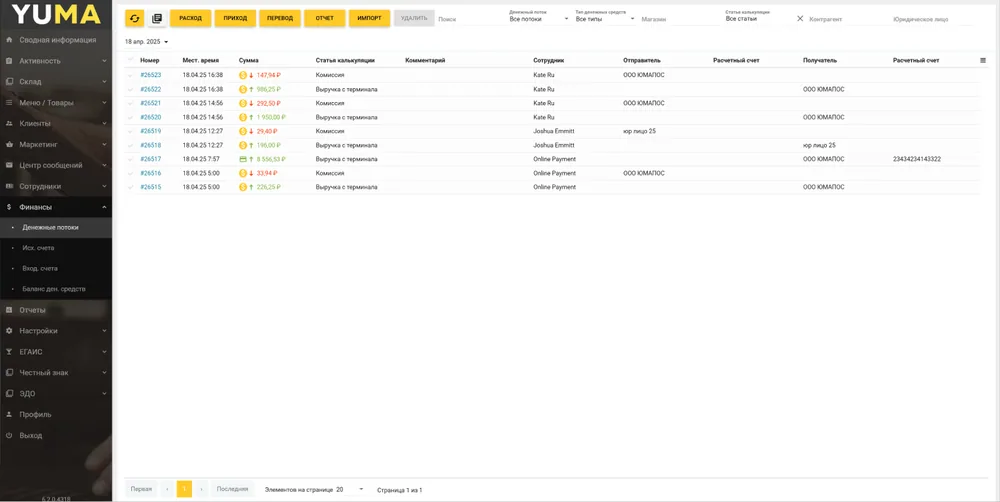 YUMA
Сводная информация
Активность
Склад
Меню / Товары
Клиенты
Маркетинг
Центр сообщений
Сотрудники
Финансы
Денежные потоки
Исх. счета
Вход. счета
Баланс ден. средств
Отчеты
Настройки
ЕГАИС
Честный знак
ЭДО
Профиль
Выход
6.2.0.4318
РАСХОД ПРИХОД ПЕРЕВОД ОТЧЕТ ИМПОРТ УДАЛИТЬ Поиск Денежный поток Все потоки Тип денежных средств Все типы Магазин Статья калькуляции Все статьи Контрагент Юридическое лицо
18 апр. 2025
Номер Мест. время Сумма Статья калькуляции Комментарий Сотрудник Отправитель Расчетный счет Получатель Расчетный счет
#26523 18.04.25 16:38 147,94 ₽ Комиссия Kate Ru ООО ЮМАПОС
#26522 18.04.25 16:38 986,25 ₽ Выручка с терминала Kate Ru ООО ЮМАПОС
#26521 18.04.25 14:56 292,50 ₽ Комиссия Kate Ru ООО ЮМАПОС
#26520 18.04.25 14:56 1 950,00 ₽ Выручка с терминала Kate Ru ООО ЮМАПОС
#26519 18.04.25 12:27 29,40 ₽ Комиссия Joshua Emmitt юр лицо 25
#26518 18.04.25 12:27 196,00 ₽ Выручка с терминала Joshua Emmitt юр лицо 25
#26517 18.04.25 7:57 8 556,53 ₽ Выручка с терминала Online Payment ООО ЮМАПОС 23434234143322
#26516 18.04.25 5:00 33,94 ₽ Комиссия Online Payment ООО ЮМАПОС
#26515 18.04.25 5:00 226,25 ₽ Выручка с терминала Online Payment ООО ЮМАПОС
Первая ‹ 1 › Последняя Элементов на странице 20 Страница 1 из 1